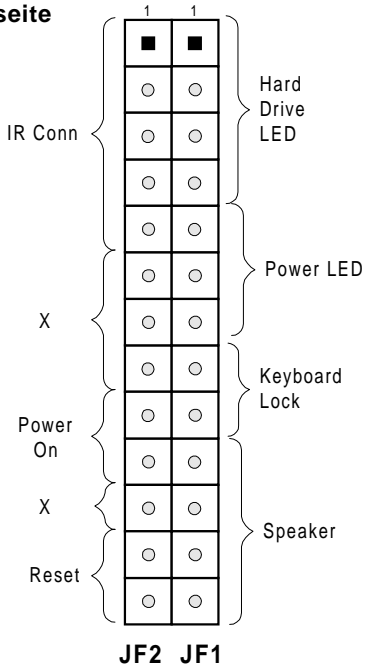 seite
1 1
Hard
Drive
LED
IR Conn
Power LED
X
Keyboard
Lock
Power
On
X
Speaker
Reset
JF2 JF1